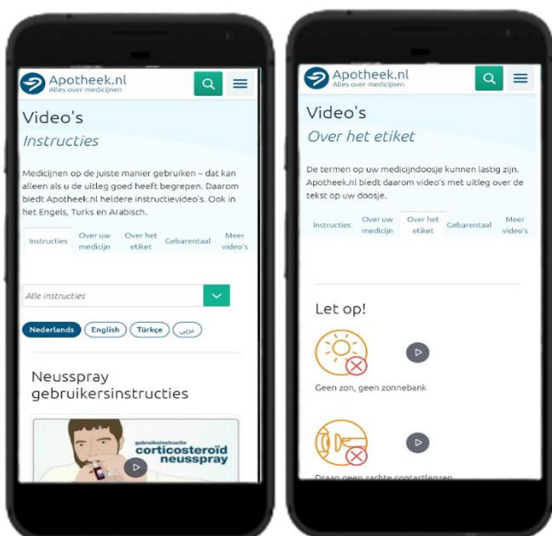 Apotheek.nl
Alles over medicijnen
Video's
Instructies
Medicijnen op de juiste manier gebruiken – dat kan
alleen als u de uitleg goed heeft begrepen. Daarom
biedt Apotheek.nl heldere instructievideo's. Ook in
het Engels, Turks en Arabisch.
Instructies
Over uw
medicijn
Over het
etiket
Gebarentaal
Meer
video's
Alle instructies
Nederlands English Türkçe عربي
Neusspray
gebruikersinstructies
gebruiksinstructie
corticosteroïd
neusspray
Apotheek.nl
Alles over medicijnen
Video's
Over het etiket
De termen op uw medicijndoosje kunnen lastig zijn.
Apotheek.nl biedt daarom video's met uitleg over de
tekst op uw doosje.
Instructies
Over uw
medicijn
Over het
etiket
Gebarentaal
Meer
video's
Let op!
Geen zon, geen zonnebank
Draag geen zachte contactlenzen